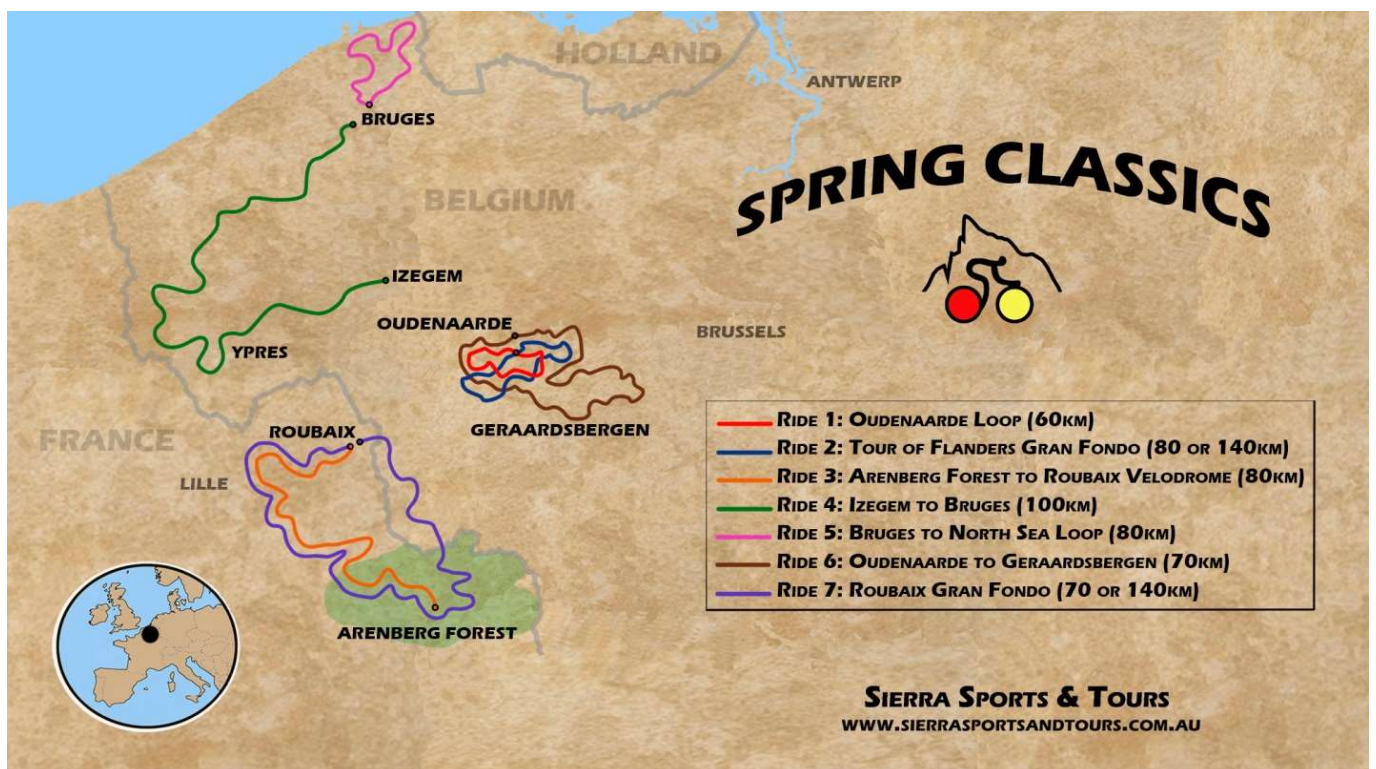 HOLLAND
ANTWERP
BRUGES
BELGIUM
SPRING CLASSICS
IZEGEM
OUDENAARDE
BRUSSELS
YPRES
GERAARDSBERGEN
FRANCE
ROUBAIX
LILLE
ARENBERG FOREST
RIDE 1: OUDENAARDE LOOP (60KM)
RIDE 2: TOUR OF FLANDERS GRAN FONDO (80 OR 140KM)
RIDE 3: ARENBERG FOREST TO ROUBAIX VELODROME (80KM)
RIDE 4: IZEGEM TO BRUGES (100KM)
RIDE 5: BRUGES TO NORTH SEA LOOP (80KM)
RIDE 6: OUDENAARDE TO GERAARDSBERGEN (70KM)
RIDE 7: ROUBAIX GRAN FONDO (70 OR 140KM)
SIERRA SPORTS & TOURS
WWW.SIERRASPORTSANDTOURS.COM.AU